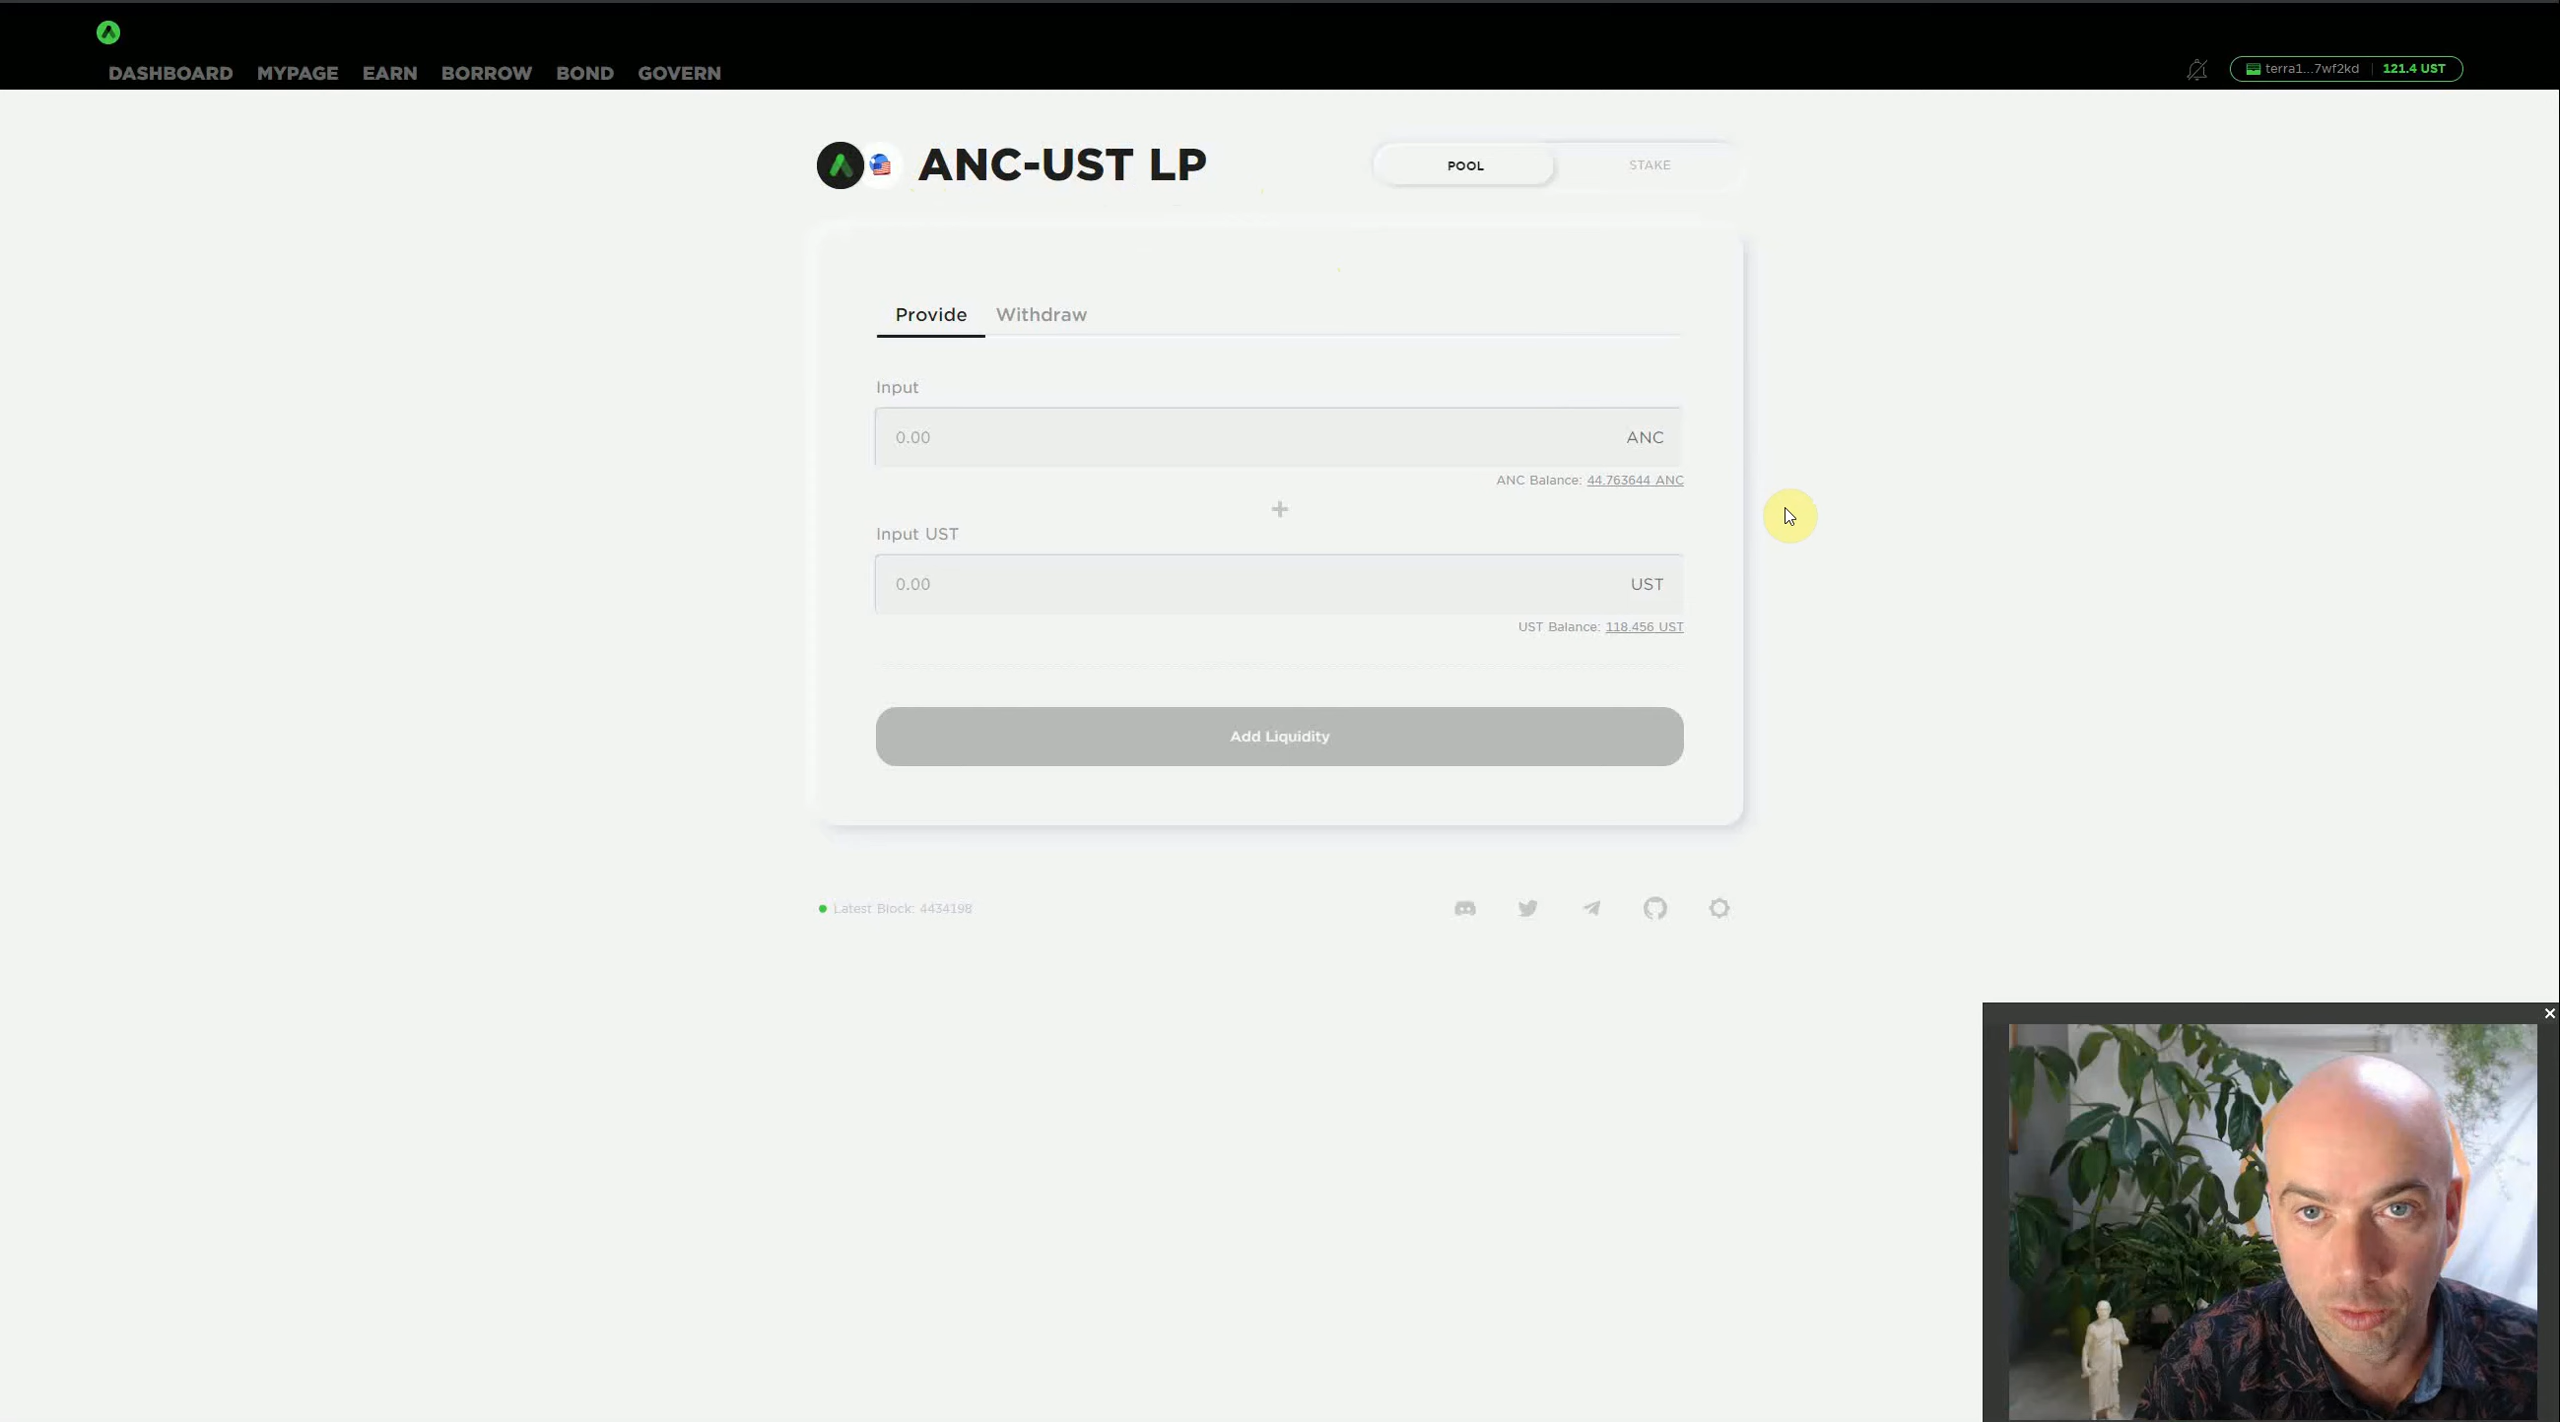 DASHBOARD MYPAGE EARN BORROW BOND GOVERN
terra1...7wf2kd 121.4 UST
ANC-UST LP
POOL STAKE
Provide Withdraw
Input
0.00 ANC
ANC Balance: 44.763644 ANC
+
Input UST
0.00 UST
UST Balance: 118.456 UST
Add Liquidity
Latest Block: 4434198